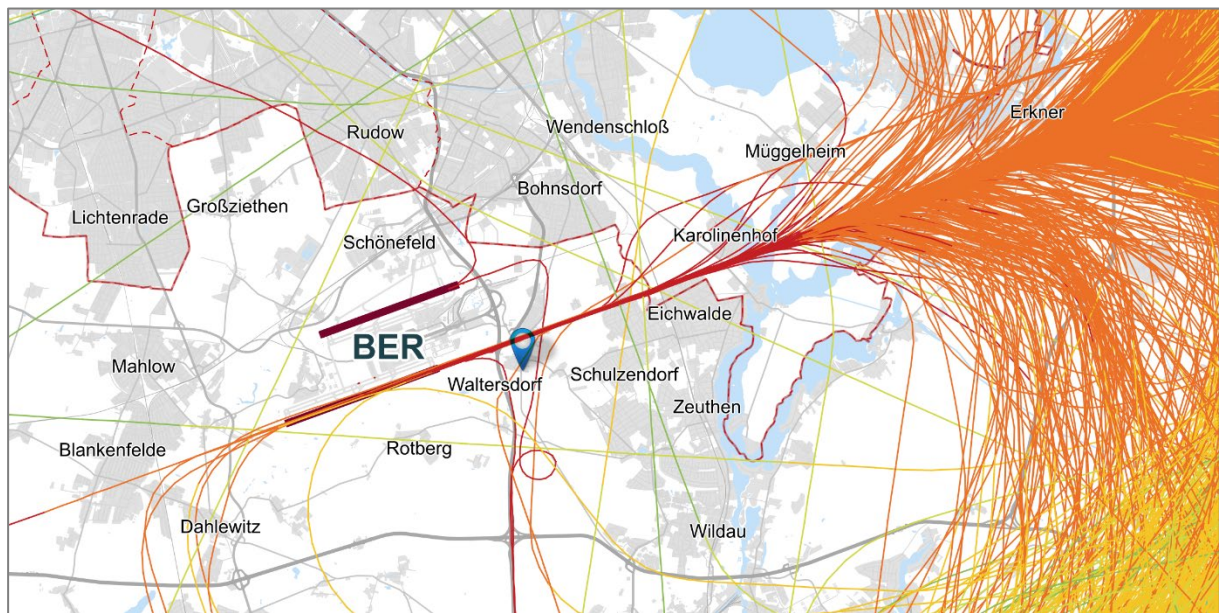 Erkner
Wendenschloß
Rudow
Müggelheim
Bohnsdorf
Großziethen
Lichtenrade
Karolinenhof
Schönefeld
Eichwalde
BER
Mahlow
Schulzendorf
Waltersdorf
Zeuthen
Rotberg
Blankenfelde
Dahlewitz
Wildau